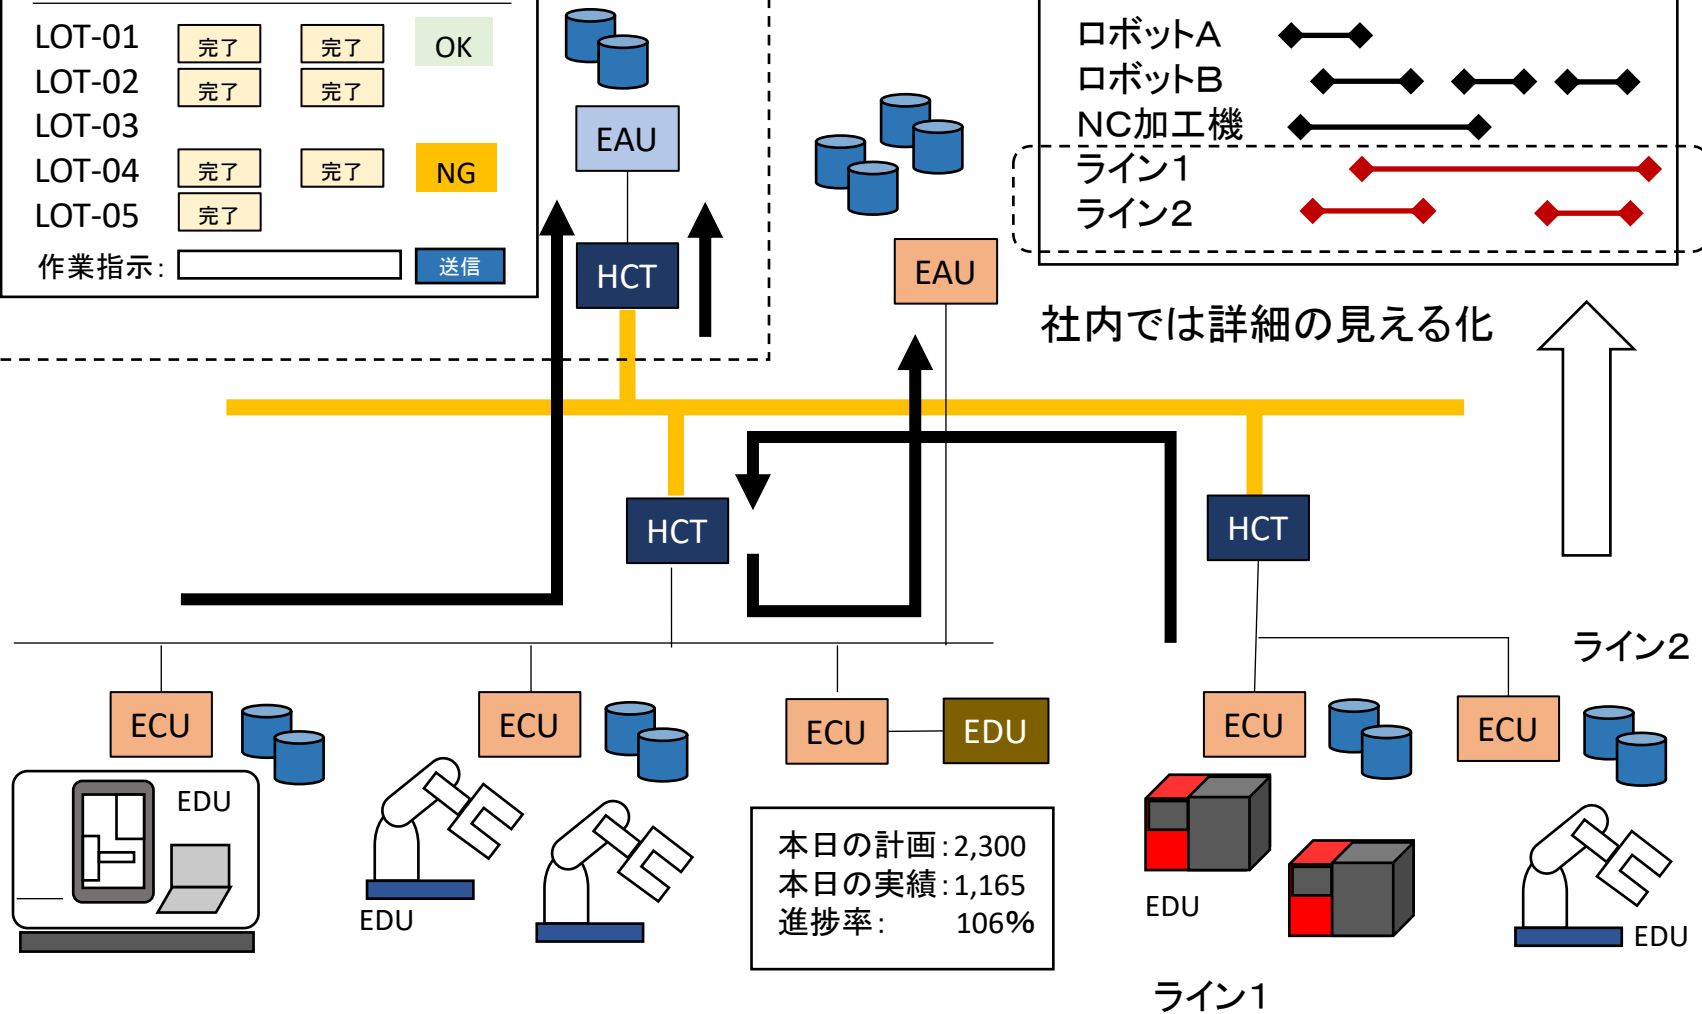 LOT-01 完了 完了 OK
LOT-02 完了 完了
LOT-03
LOT-04 完了 完了 NG
LOT-05 完了
作業指示: 送信
EAU
HCT
EAU
ロボットA
ロボットB
NC加工機
ライン1
ライン2
社内では詳細の見える化
HCT
HCT
ライン2
ECU
ECU
ECU
EDU
ECU
ECU
EDU
EDU
本日の計画:2,300
本日の実績:1,165
進捗率: 106%
EDU
EDU
ライン1